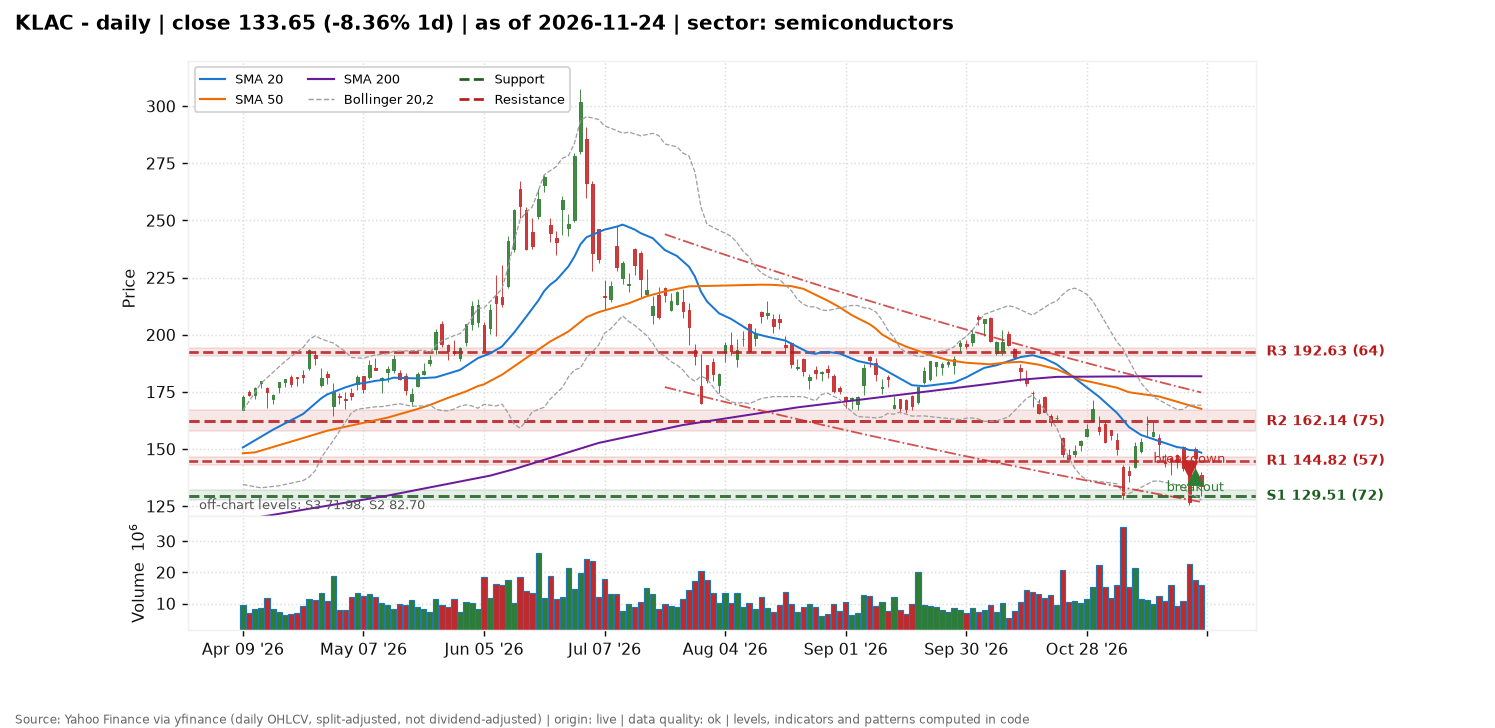 KLAC - daily | close 133.65 (-8.36% 1d) | as of 2026-11-24 | sector: semiconductors
SMA 20
SMA 50
SMA 200
Bollinger 20,2
Support
Resistance
Price
300
275
250
225
200
175
150
125
R3 192.63 (64)
R2 162.14 (75)
R1 144.82 (57)
S1 129.51 (72)
breakdown
breakout
off-chart levels: S3 71.98, S2 82.70
Volume 10⁶
30
20
10
Apr 09 '26 May 07 '26 Jun 05 '26 Jul 07 '26 Aug 04 '26 Sep 01 '26 Sep 30 '26 Oct 28 '26
Source: Yahoo Finance via yfinance (daily OHLCV, split-adjusted, not dividend-adjusted) | origin: live | data quality: ok | levels, indicators and patterns computed in code